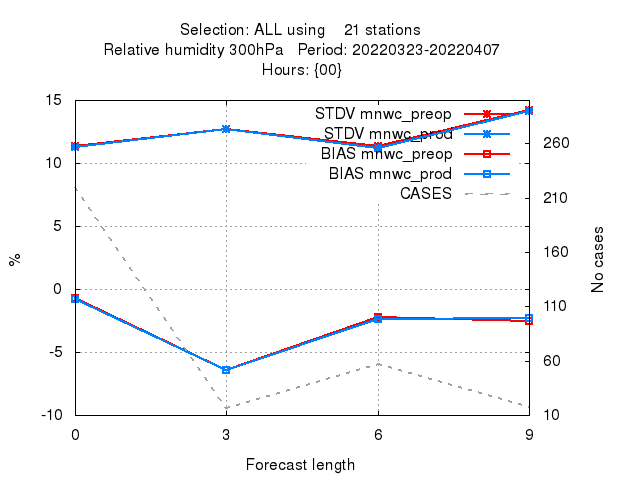 Selection: ALL using    21 stations
Relative humidity 300hPa   Period: 20220323-20220407
Hours: {00}
STDV mnwc_preop
STDV mnwc_prod
BIAS mnwc_preop
BIAS mnwc_prod
CASES
15
10
5
0
-5
-10
%
260
210
160
110
60
10
No cases
0 3 6 9
Forecast length